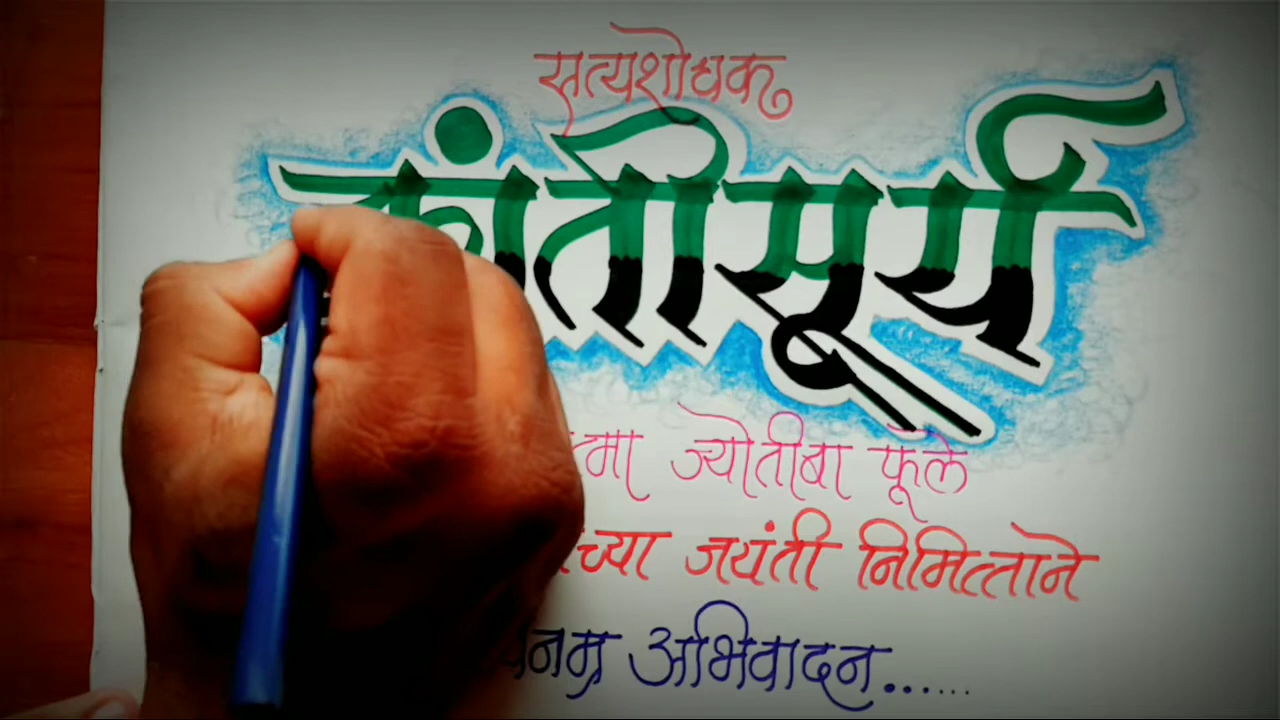 सत्यशोधक
क्रांतीसूर्य
ज्योतीबा फूले
जयंती निमित्ताने
अभिवादन......